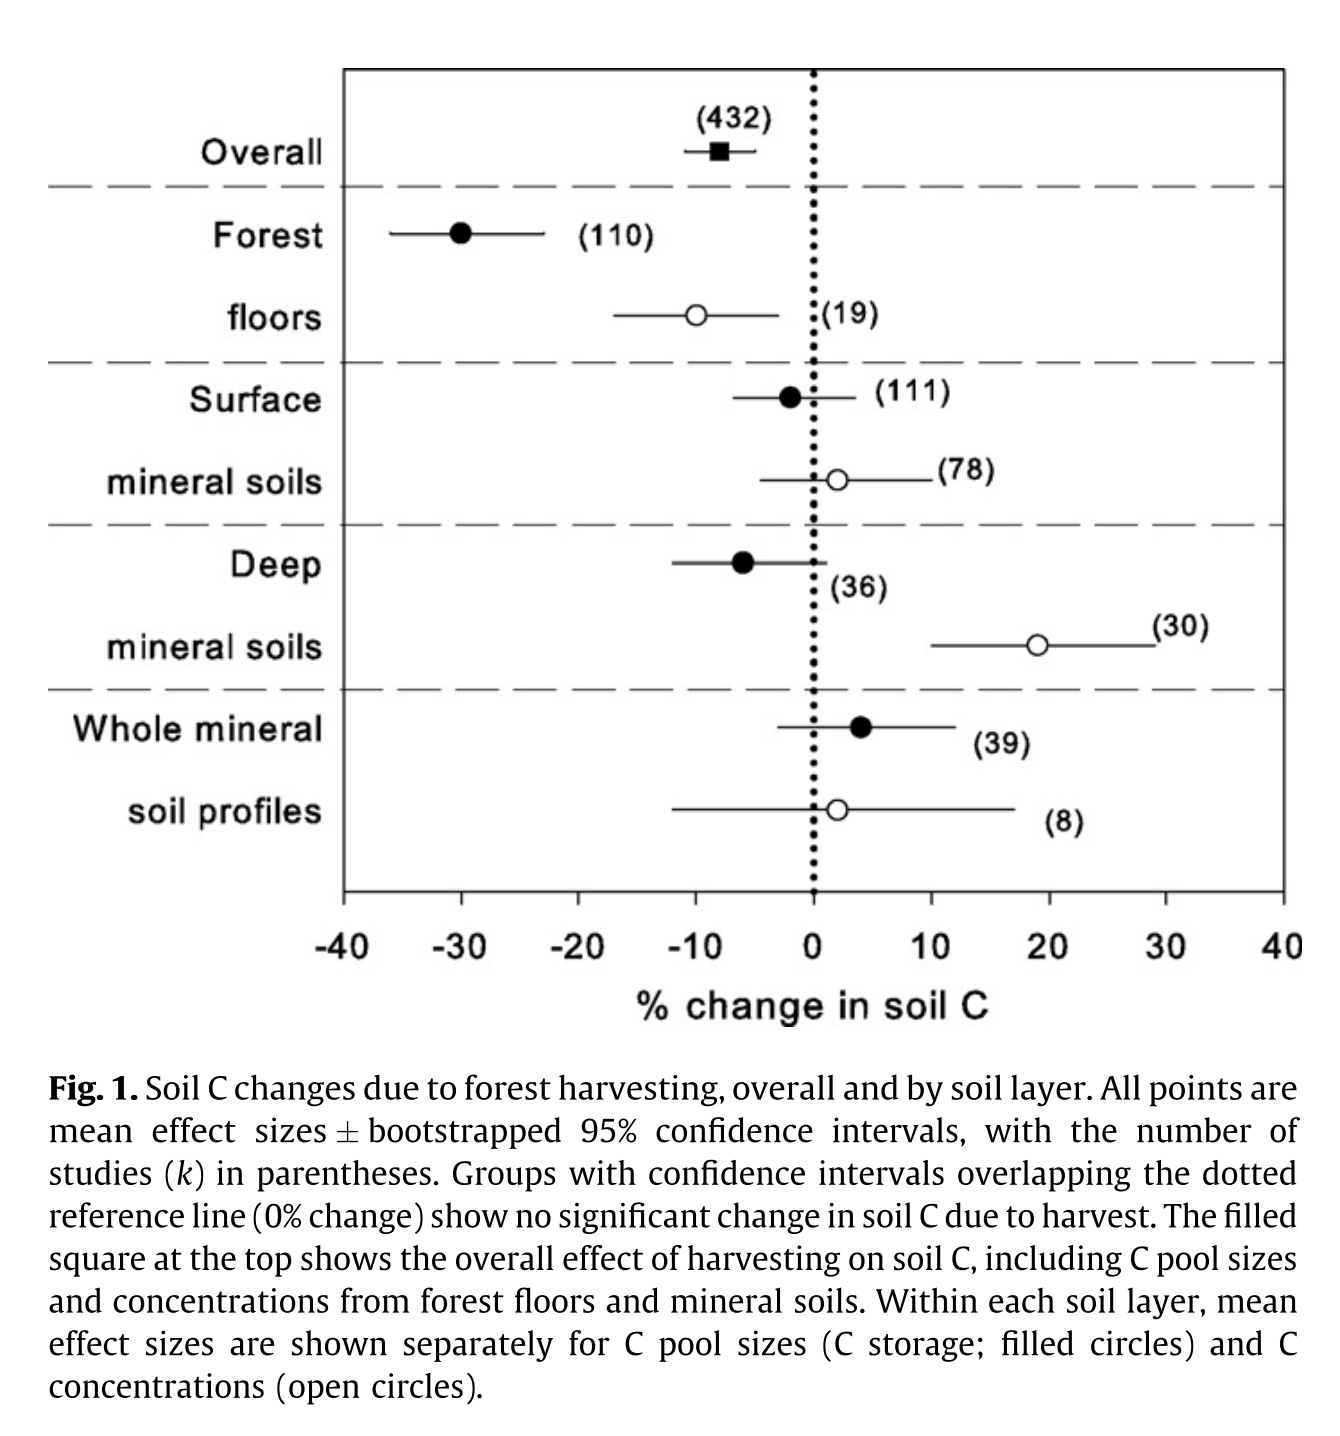 (432)
Overall
Forest
(110)
floors
(19)
Surface
(111)
mineral soils
(78)
Deep
(36)
mineral soils
(30)
Whole mineral
(39)
soil profiles
(8)
-40 -30 -20 -10 0 10 20 30 40
% change in soil C
Fig. 1. Soil C changes due to forest harvesting, overall and by soil layer. All points are
mean effect sizes ± bootstrapped 95% confidence intervals, with the number of
studies (k) in parentheses. Groups with confidence intervals overlapping the dotted
reference line (0% change) show no significant change in soil C due to harvest. The filled
square at the top shows the overall effect of harvesting on soil C, including C pool sizes
and concentrations from forest floors and mineral soils. Within each soil layer, mean
effect sizes are shown separately for C pool sizes (C storage; filled circles) and C
concentrations (open circles).